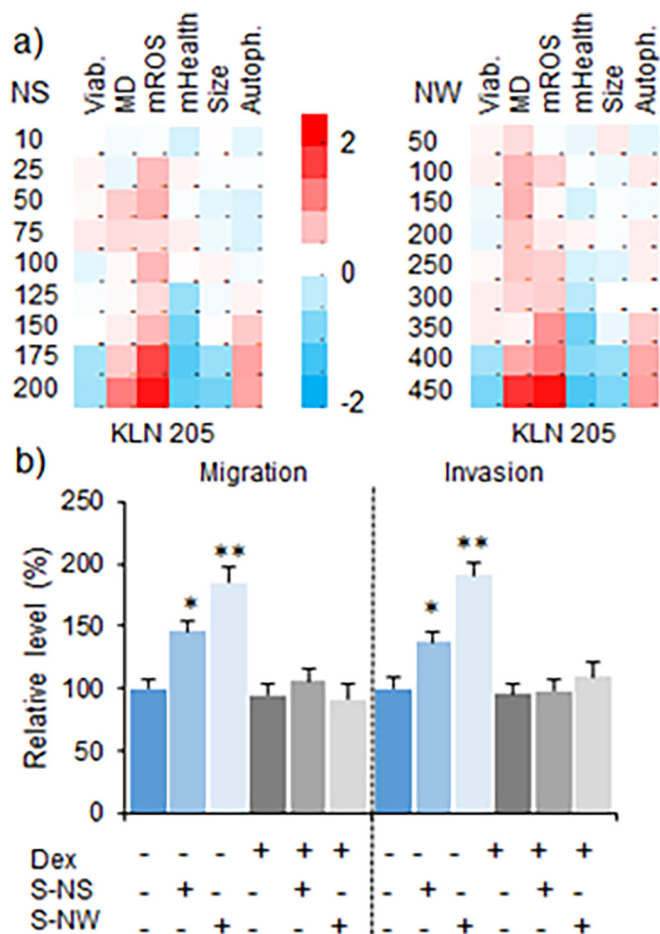 a)
NS Viab. MD mROS mHealth Size Autoph.
10
25
50
75
100
125
150
175
200
KLN 205
2
0
-2
NW Viab. MD mROS mHealth Size Autoph.
50
100
150
200
250
300
350
400
450
KLN 205
b)
Migration Invasion
Relative level (%)
250
200
150
100
50
0
* ** * **
Dex - - - + + + - - - + + +
S-NS - + - - + - - + - - + -
S-NW - - + - - + - - + - - +